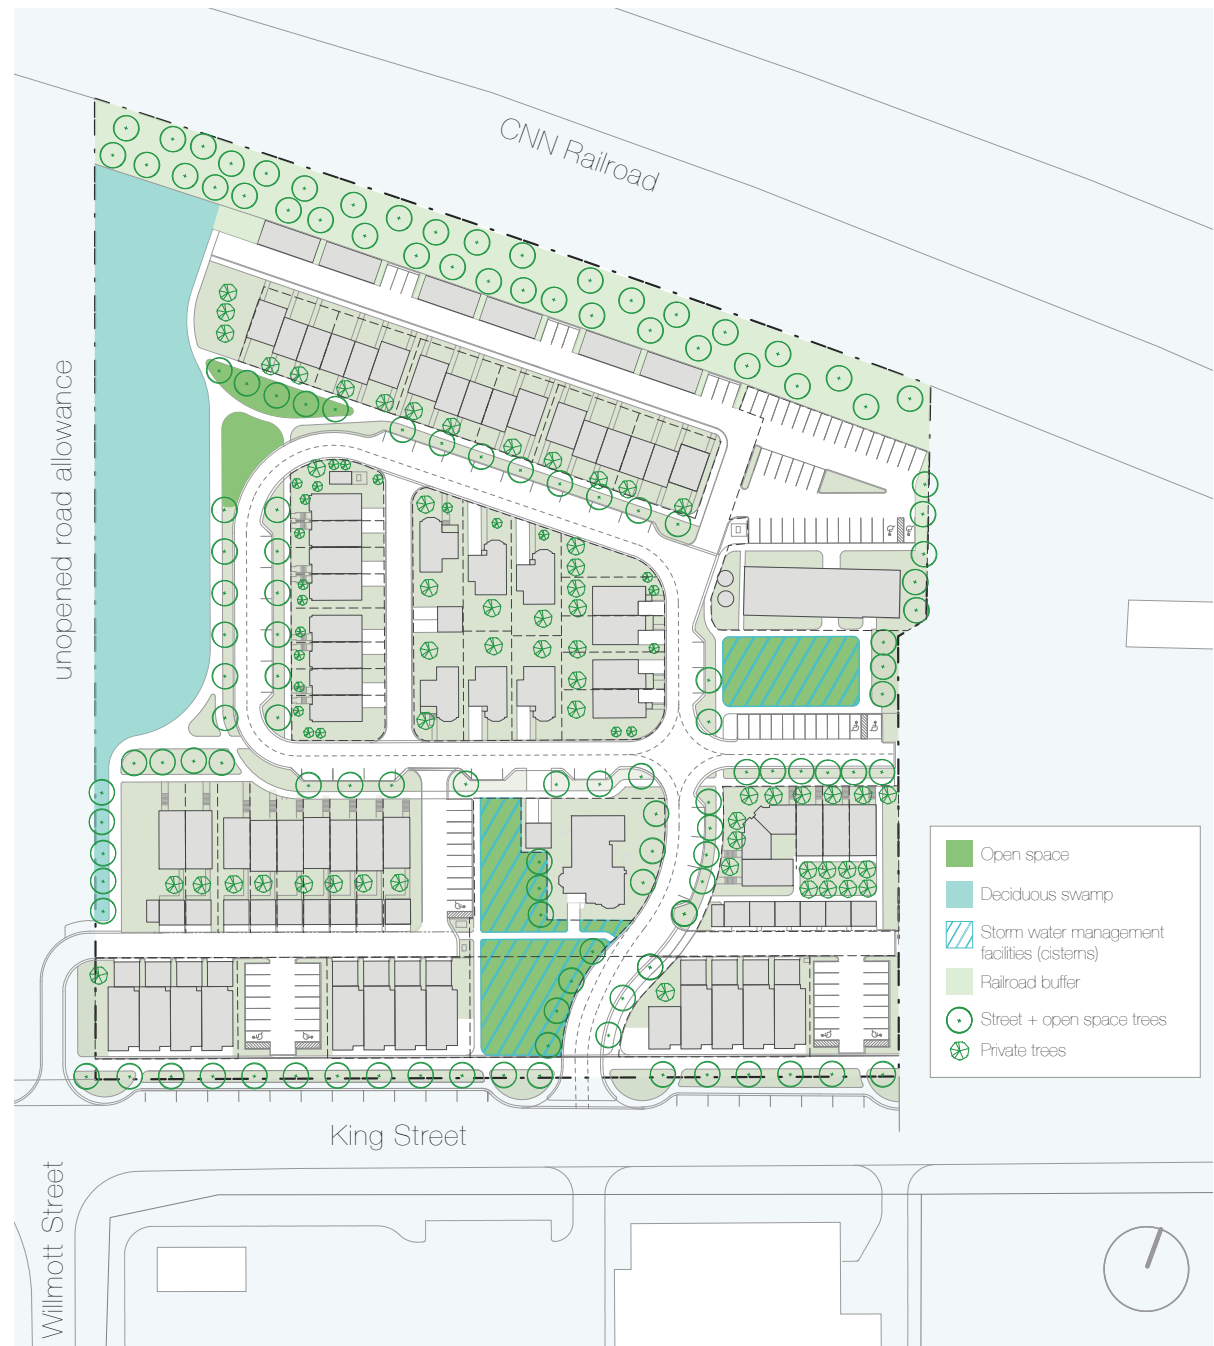 CNN Railroad
unopened road allowance
Open space
Deciduous swamp
Storm water management
facilities (cisterns)
Railroad buffer
Street + open space trees
Private trees
King Street
Willmott Street